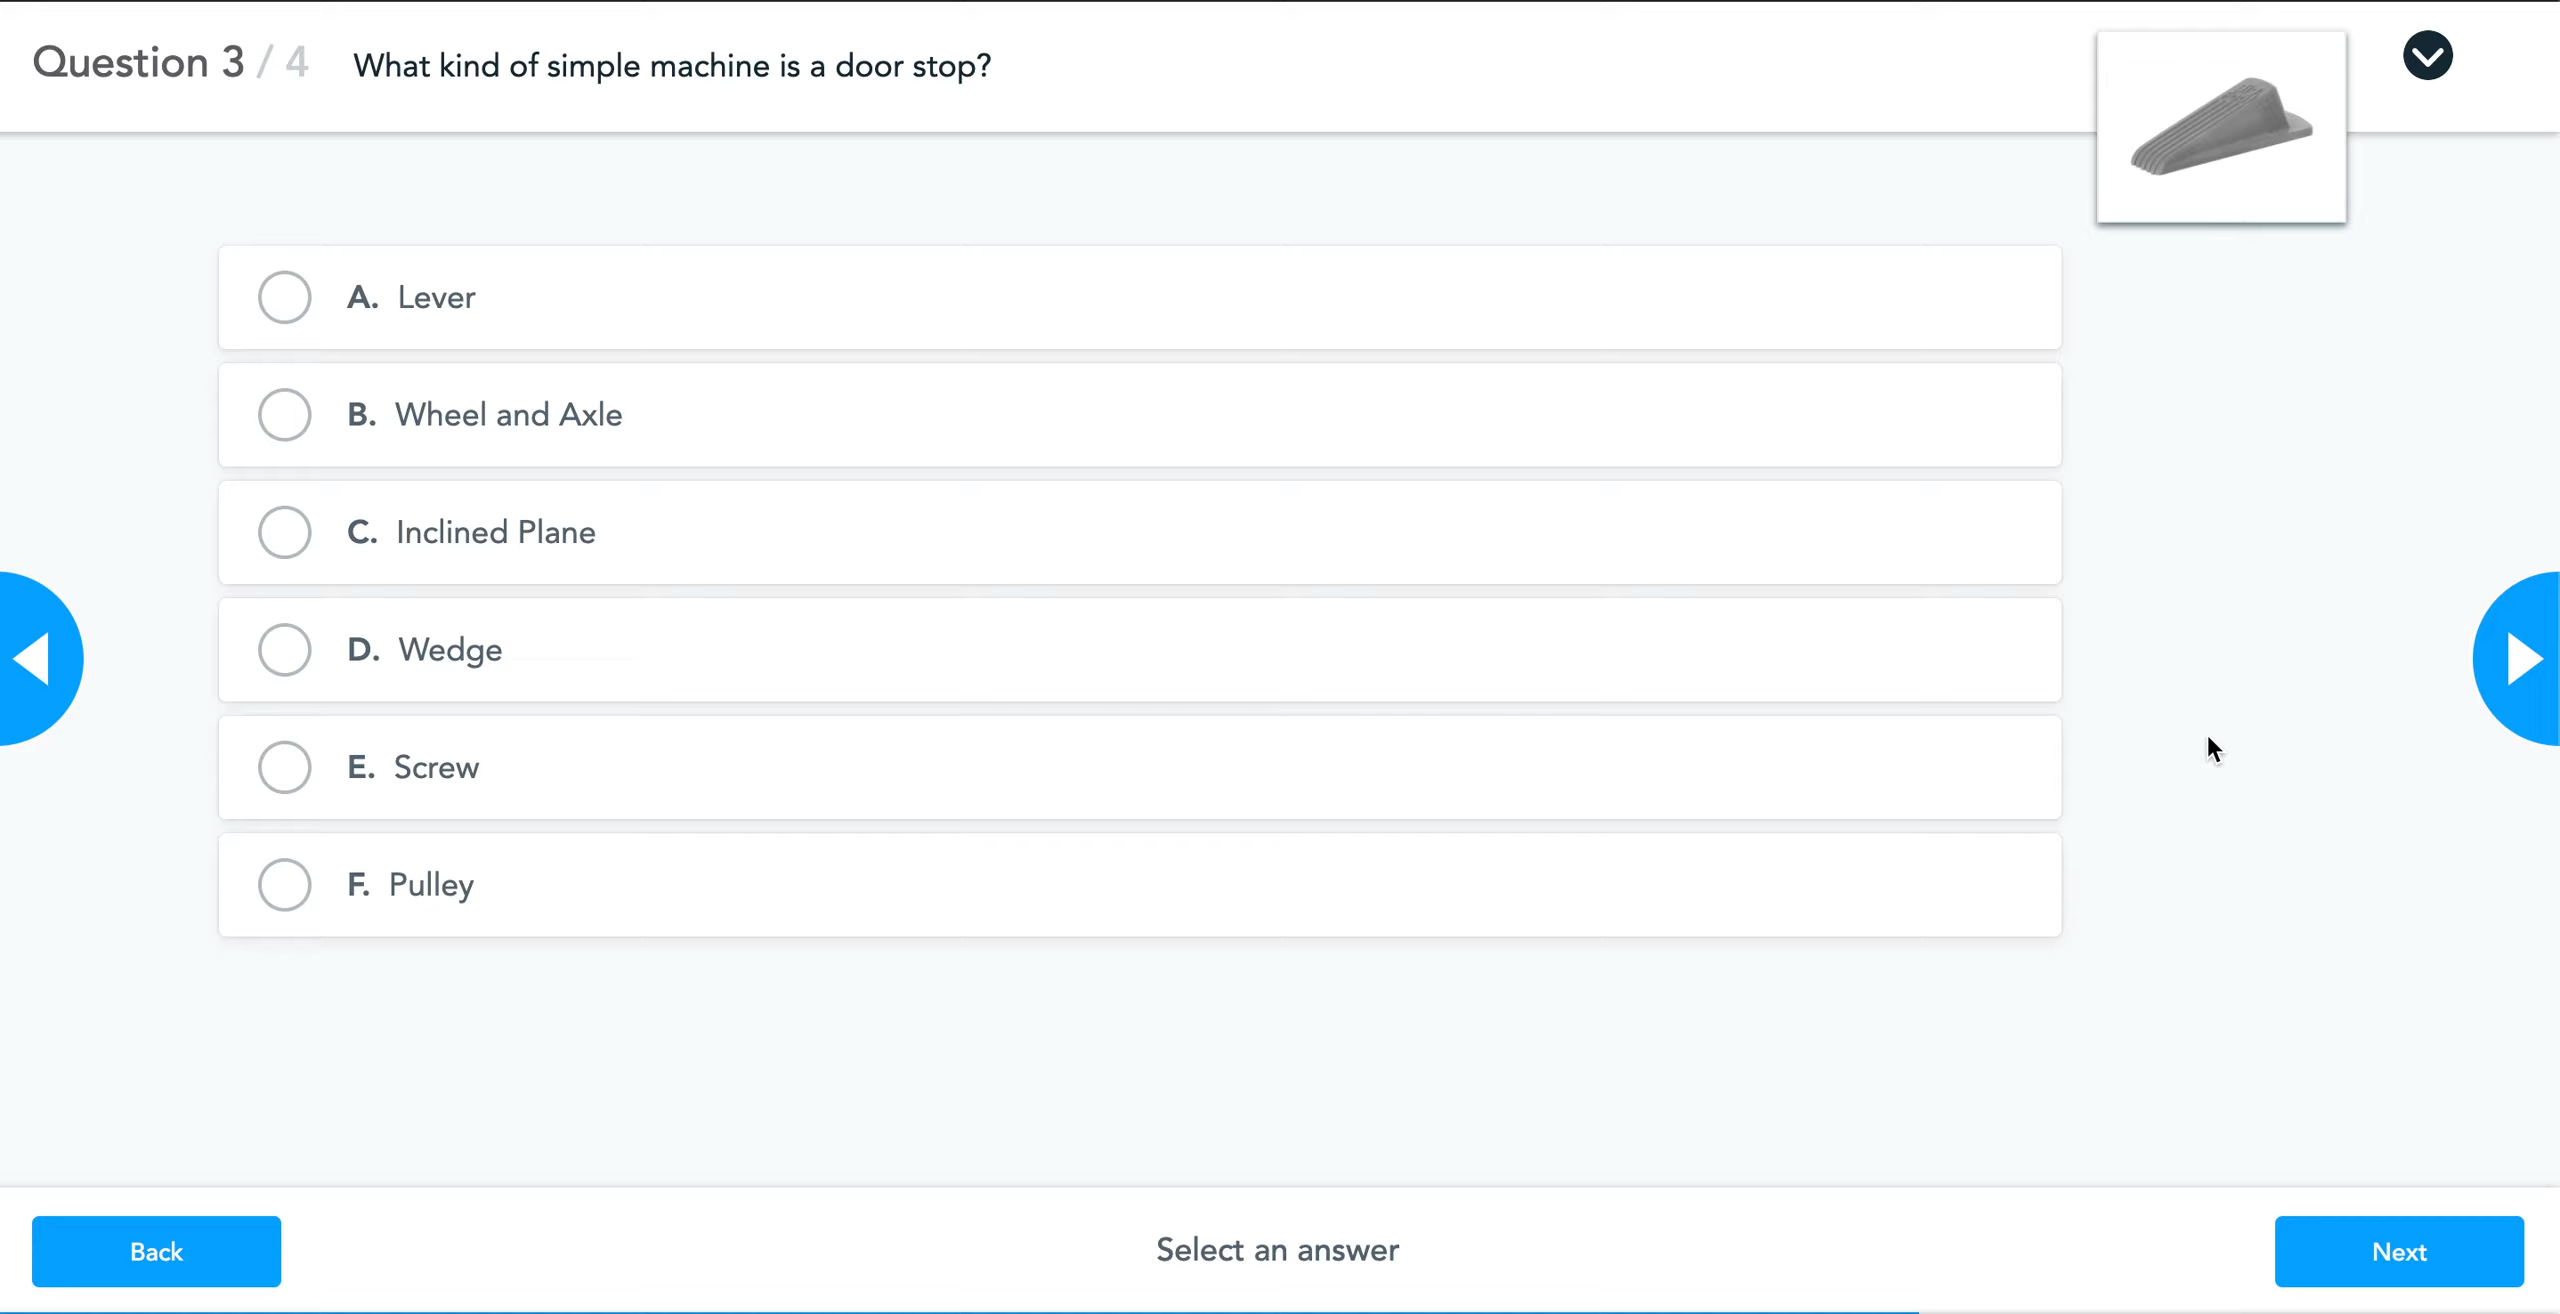 Question 3 / 4 What kind of simple machine is a door stop?
A. Lever
B. Wheel and Axle
C. Inclined Plane
D. Wedge
E. Screw
F. Pulley
Back Select an answer Next